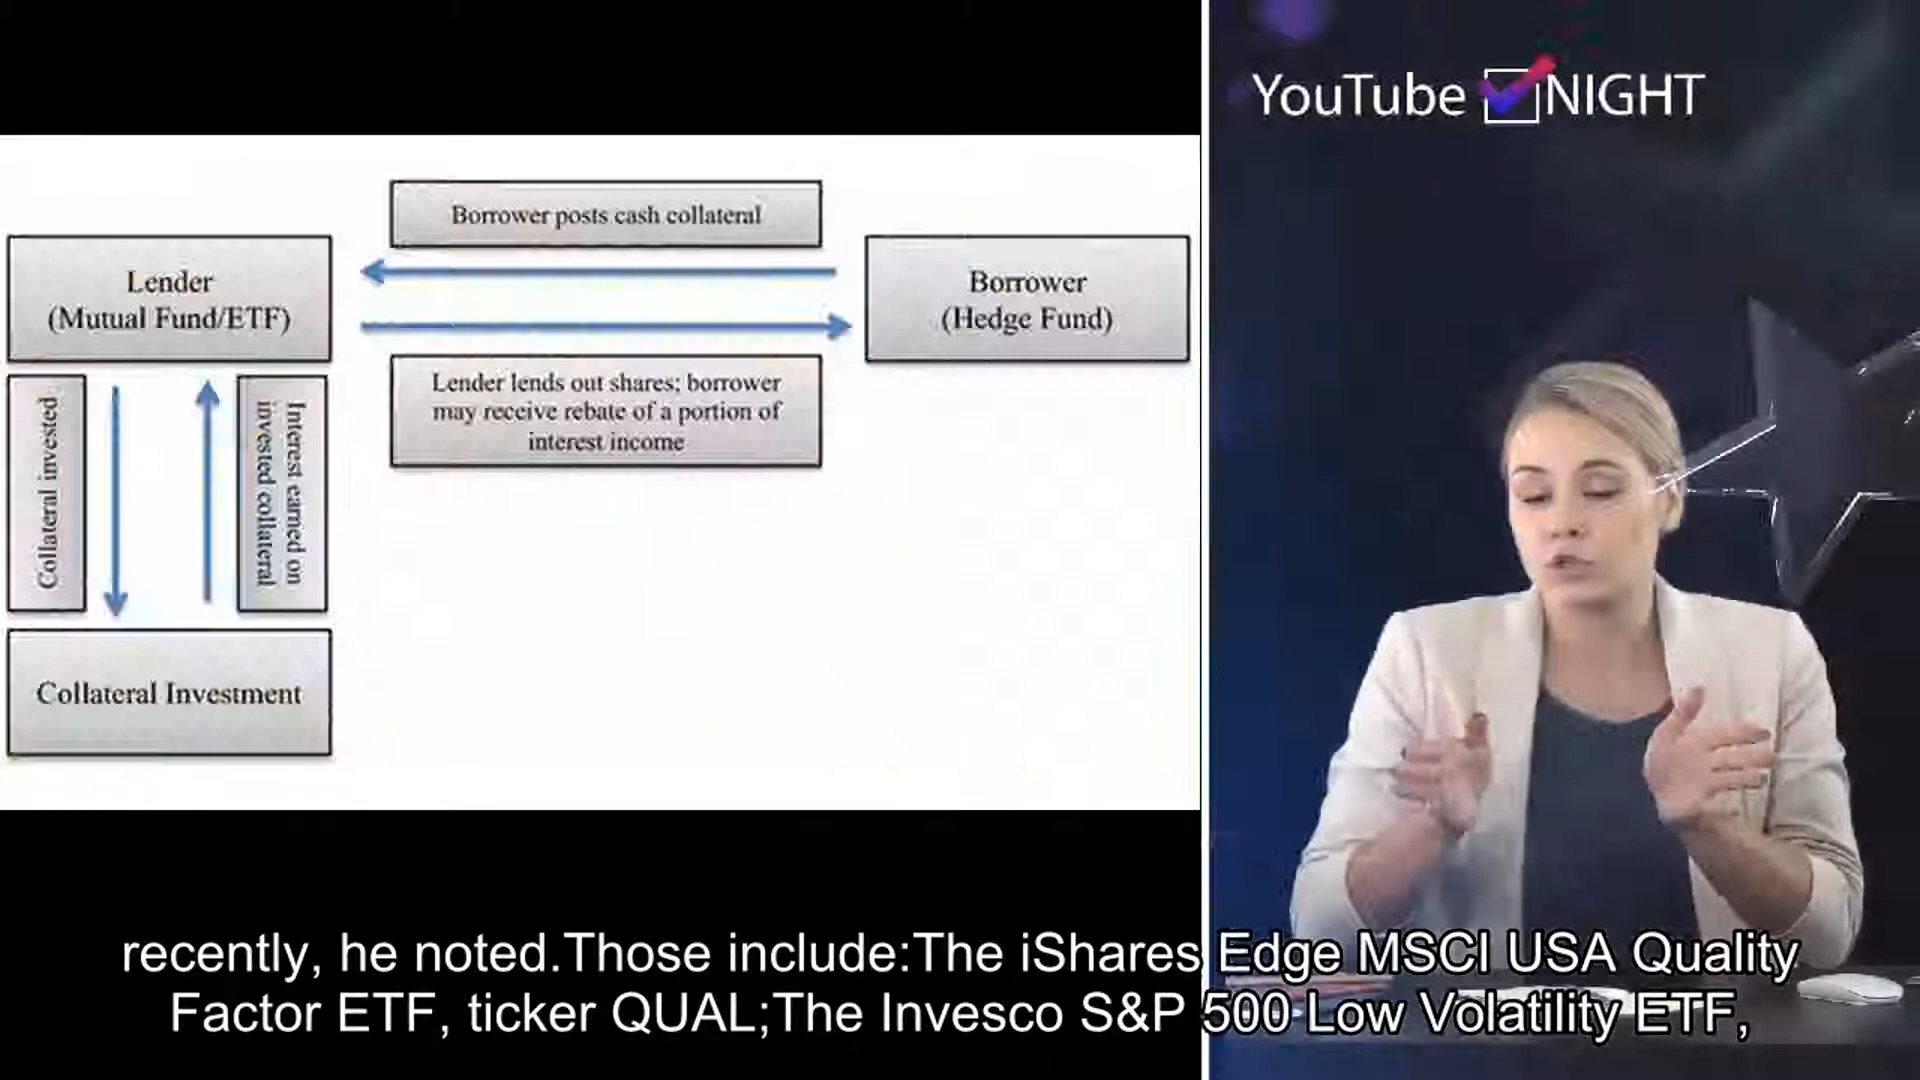 YouTube NIGHT
Borrower posts cash collateral
Lender
(Mutual Fund/ETF)
Borrower
(Hedge Fund)
Lender lends out shares; borrower
may receive rebate of a portion of
interest income
Collateral invested
Interest earned on
invested collateral
Collateral Investment
recently, he noted.Those include:The iShares Edge MSCI USA Quality
Factor ETF, ticker QUAL;The Invesco S&P 500 Low Volatility ETF,